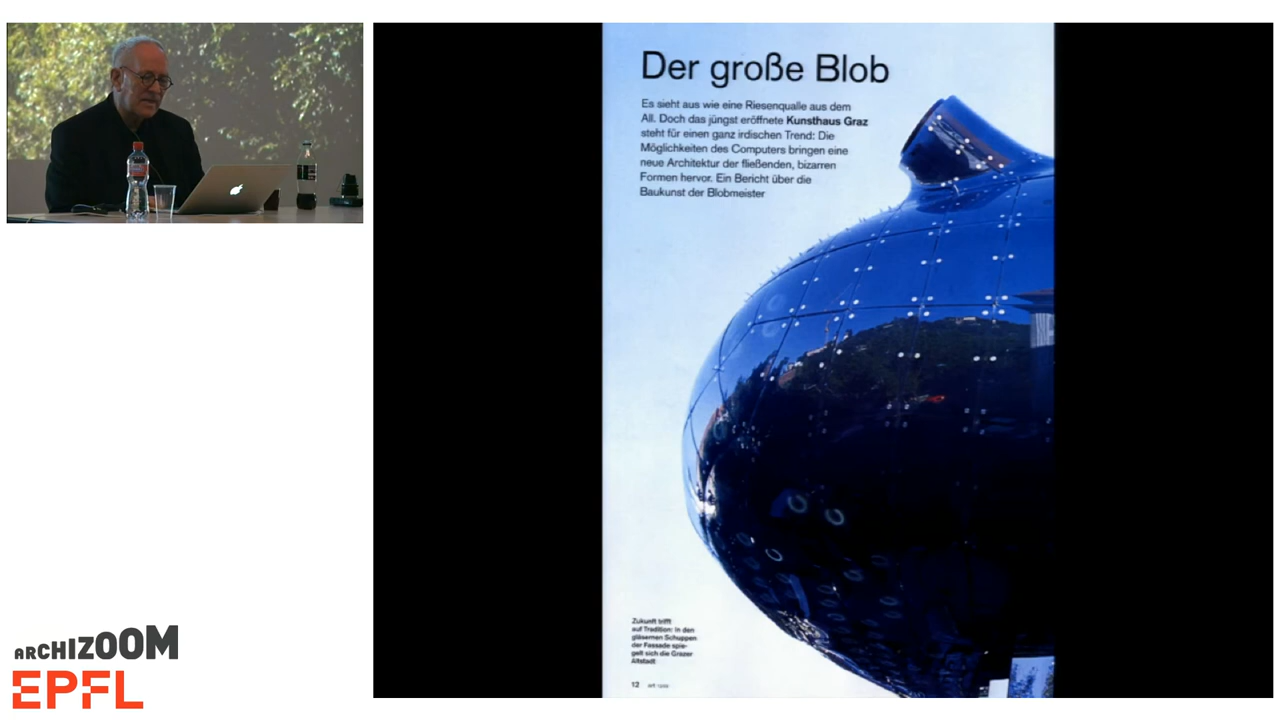 Der große Blob
Es sieht aus wie eine Riesenqualle aus dem
All. Doch das jüngst eröffnete Kunsthaus Graz
steht für einen ganz irdischen Trend: Die
Möglichkeiten des Computers bringen eine
neue Architektur der fließenden, bizarren
Formen hervor. Ein Bericht über die
Baukunst der Blobmeister
Zukunft trifft
auf Tradition: In den
gläsernen Schuppen
der Fassade spie-
gelt sich die Grazer
Altstadt
12 art
ARCHIZOOM
EPFL